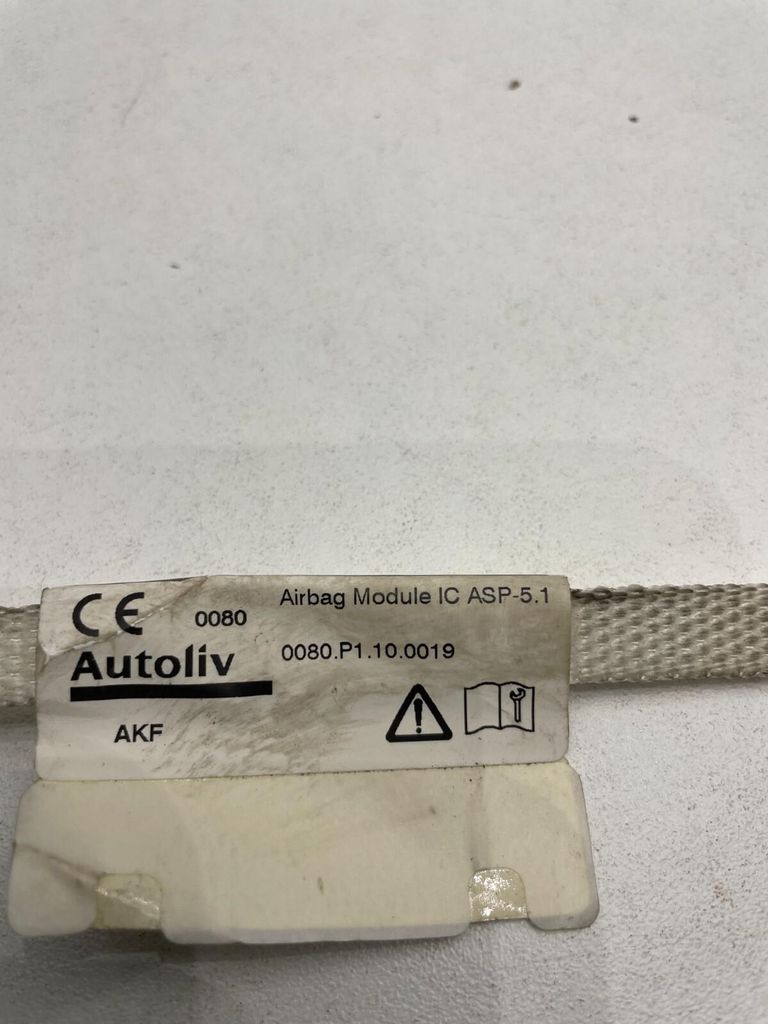 CE 0080 Airbag Module IC ASP-5.1
Autoliv 0080.P1.10.0019
AKF